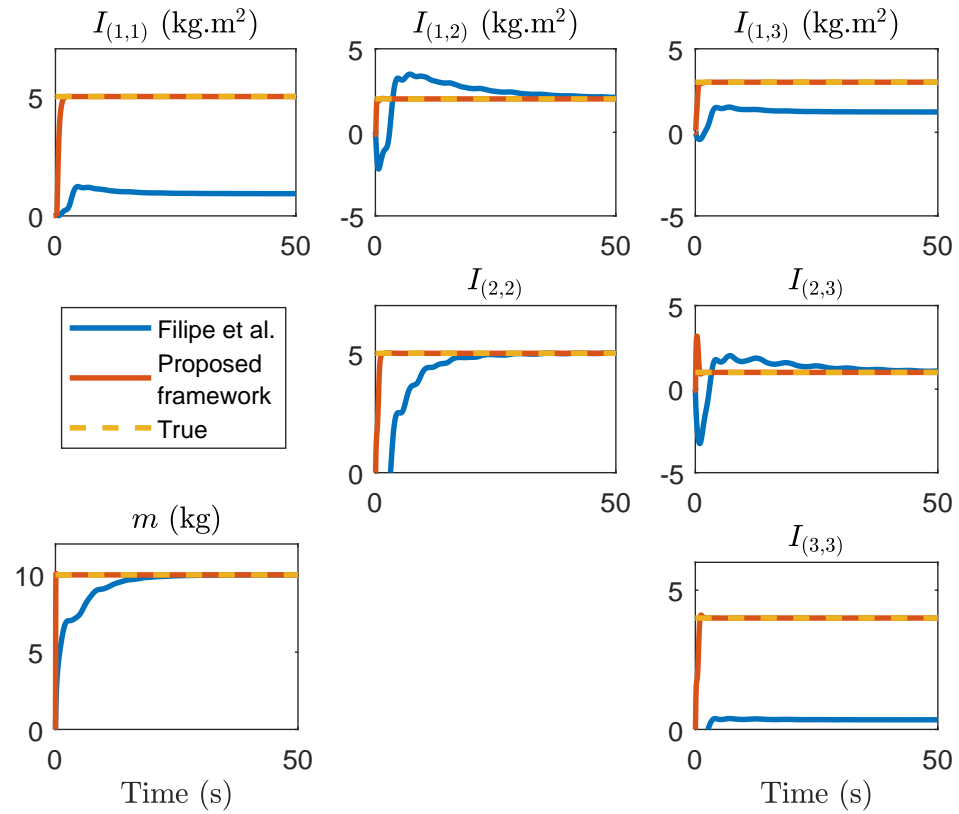 I(1,1) (kg.m²)
5
0
0
50
I(1,2) (kg.m²)
5
0
-5
0
50
I(1,3) (kg.m²)
5
0
-5
0
50
Filipe et al.
Proposed
framework
True
I(2,2)
5
0
0
50
I(2,3)
5
0
-5
0
50
m (kg)
10
5
0
0
50
Time (s)
I(3,3)
5
0
0
50
Time (s)